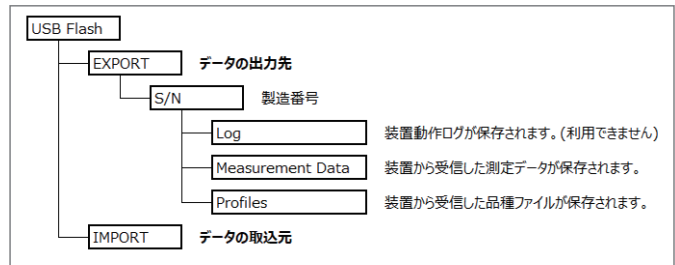 USB Flash
EXPORT データの出力先
S/N 製造番号
Log 装置動作ログが保存されます。(利用できません)
Measurement Data 装置から受信した測定データが保存されます。
Profiles 装置から受信した品種ファイルが保存されます。
IMPORT データの取込元